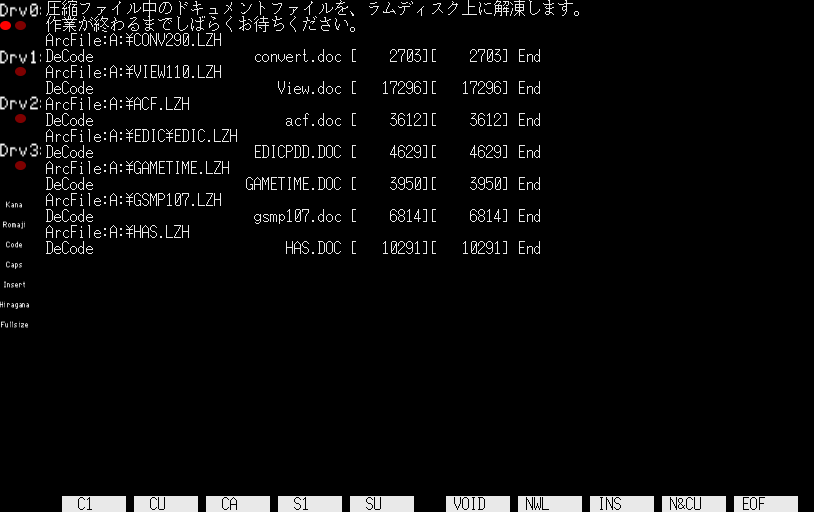 Drv0: 圧縮ファイル中のドキュメントファイルを、ラムディスク上に解凍します。
作業が終わるまでしばらくお待ちください。
ArcFile:A:¥CONV290.LZH
Drv1: DeCode convert.doc [ 2703][ 2703] End
ArcFile:A:¥VIEW110.LZH
DeCode View.doc [ 17296][ 17296] End
Drv2: ArcFile:A:¥ACF.LZH
DeCode acf.doc [ 3612][ 3612] End
ArcFile:A:¥EDIC¥EDIC.LZH
Drv3: DeCode EDICPDD.DOC [ 4629][ 4629] End
ArcFile:A:¥GAMETIME.LZH
DeCode GAMETIME.DOC [ 3950][ 3950] End
ArcFile:A:¥GSMP107.LZH
Kana
DeCode gsmp107.doc [ 6814][ 6814] End
Romaji
ArcFile:A:¥HAS.LZH
Code
DeCode HAS.DOC [ 10291][ 10291] End
Caps
Insert
Hiragana
Fullsize
C1 CU CA S1 SU VOID NWL INS N&CU EOF